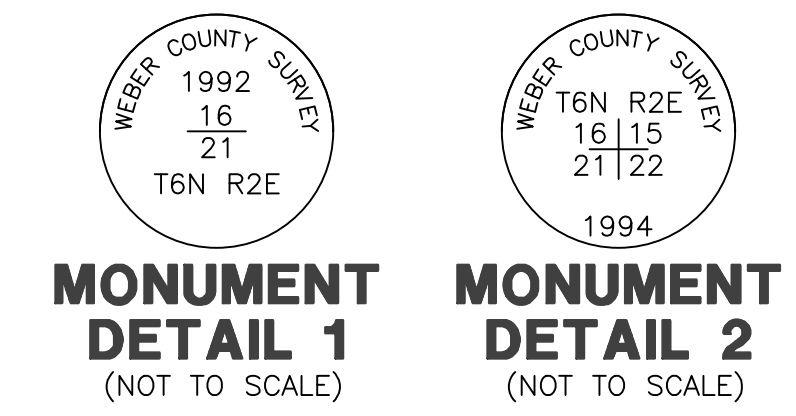 WEBER COUNTY SURVEY
1992
16
21
T6N R2E
MONUMENT
DETAIL 1
(NOT TO SCALE)
WEBER COUNTY SURVEY
T6N R2E
16 15
21 22
1994
MONUMENT
DETAIL 2
(NOT TO SCALE)